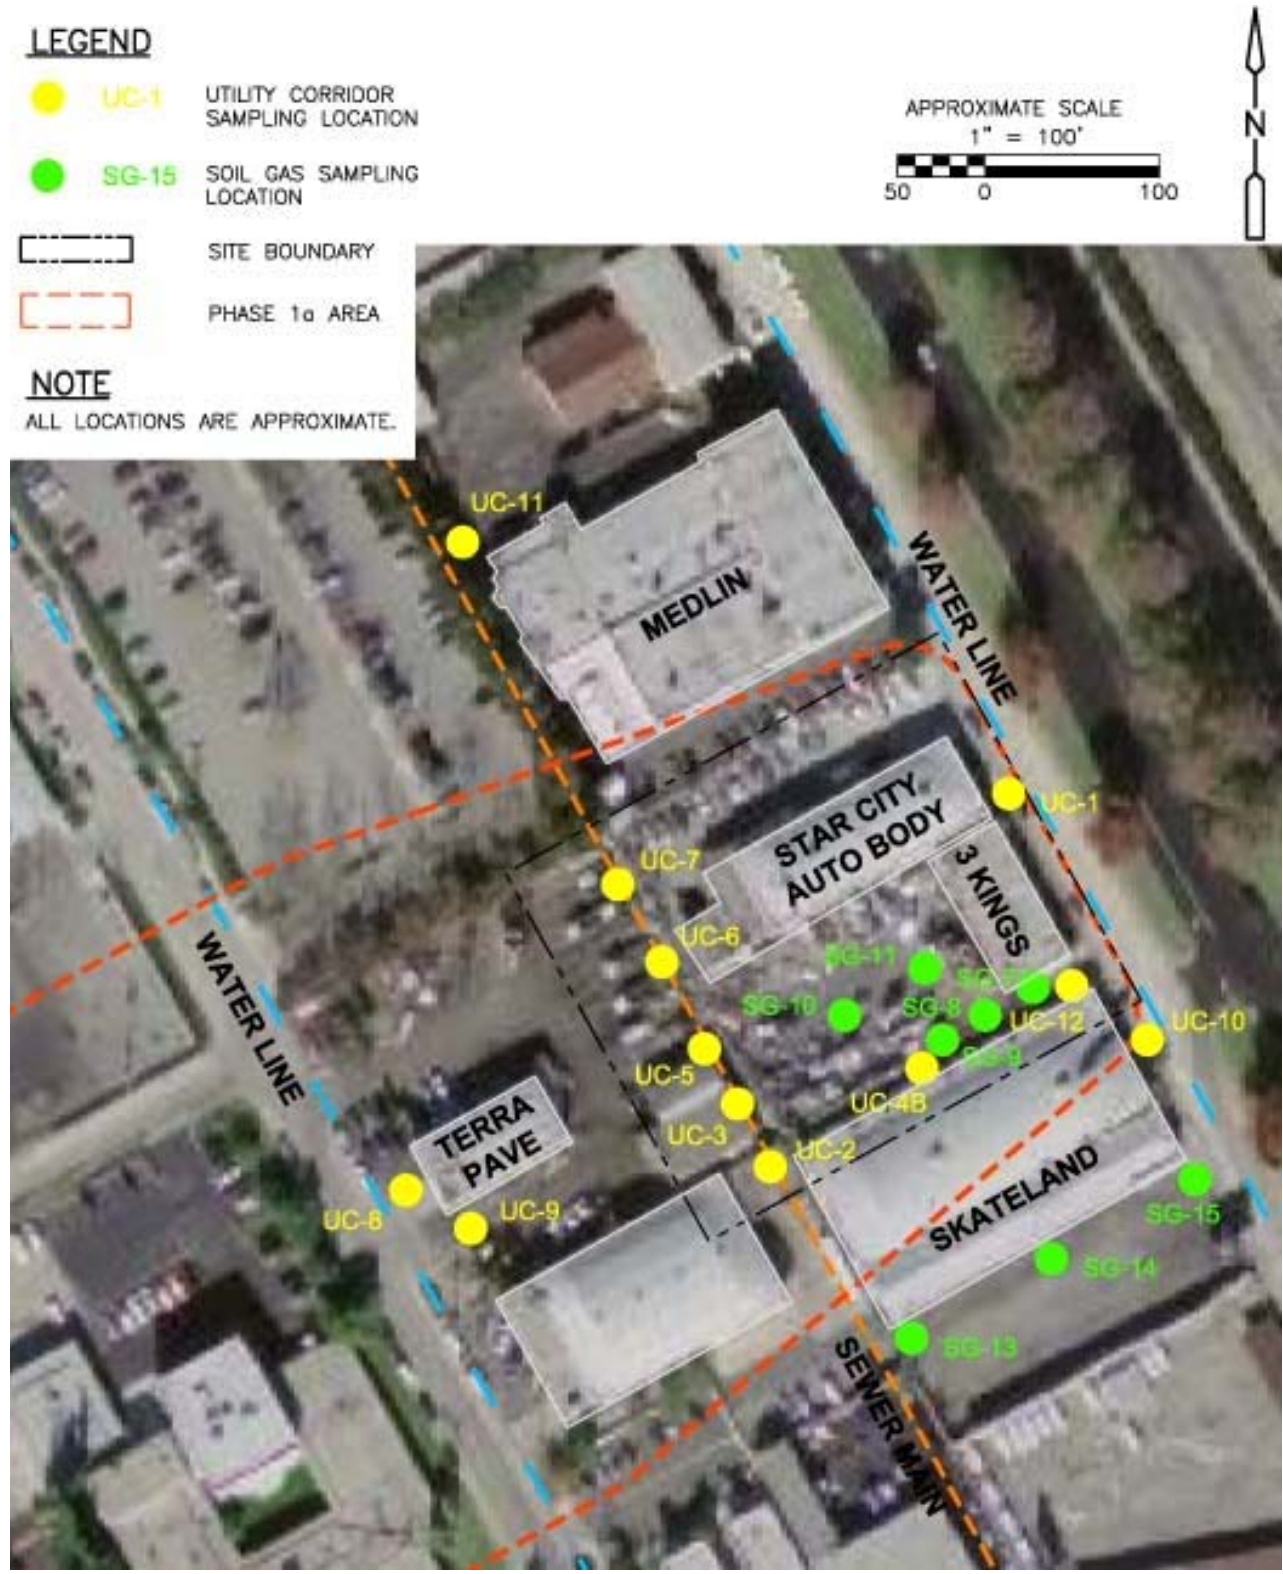 LEGEND
UC-1
UTILITY CORRIDOR
SAMPLING LOCATION
SG-15
SOIL GAS SAMPLING
LOCATION
SITE BOUNDARY
PHASE 1a AREA
NOTE
ALL LOCATIONS ARE APPROXIMATE.
APPROXIMATE SCALE
1" = 100'
50 0 100
N
UC-11
MEDLIN
WATER LINE
STAR CITY
AUTO BODY
UC-1
3 KINGS
UC-7
UC-6
SG-11
SG-10
SG-8
UC-12
UC-10
SG-9
UC-5
UC-4B
UC-3
UC-2
WATER LINE
TERRA
PAVE
UC-8
UC-9
SKATELAND
SG-15
SG-14
SG-13
SEWER MAIN